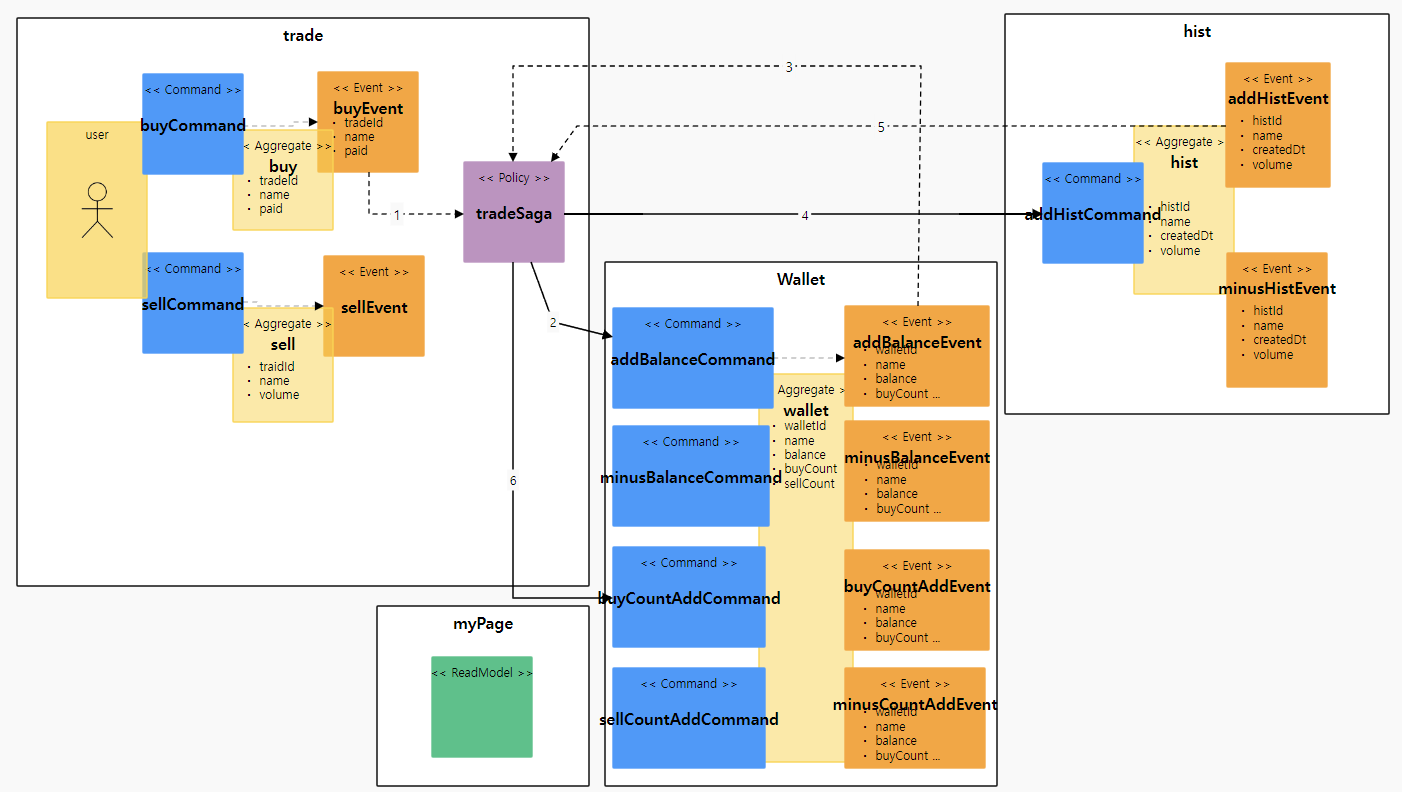 trade
user
<< Command >>
buyCommand
<< Event >>
buyEvent
· tradeId
· name
· paid
< Aggregate >>
buy
· tradeId
· name
· paid
<< Command >>
sellCommand
<< Event >>
sellEvent
< Aggregate >>
sell
· traidId
· name
· volume
1
<< Policy >>
tradeSaga
2
3
4
5
6
hist
<< Event >>
addHistEvent
· histId
· name
· createdDt
· volume
<< Aggregate >
hist
· histId
name
· createdDt
· volume
<< Command >>
addHistCommand
<< Event >>
minusHistEvent
· histId
· name
· createdDt
· volume
Wallet
<< Command >>
addBalanceCommand
<< Event >>
addBalanceEvent
· walletId
· name
· balance
· buyCount ...
Aggregate >
wallet
· walletId
· name
· balance
buyCount
sellCount
<< Command >>
minusBalanceCommand
<< Event >>
minusBalanceEvent
· walletId
· name
· balance
· buyCount ...
<< Command >>
buyCountAddCommand
<< Event >>
buyCountAddEvent
· walletId
· name
· balance
· buyCount ...
<< Command >>
sellCountAddCommand
<< Event >>
minusCountAddEvent
· walletId
· name
· balance
· buyCount ...
myPage
<< ReadModel >>